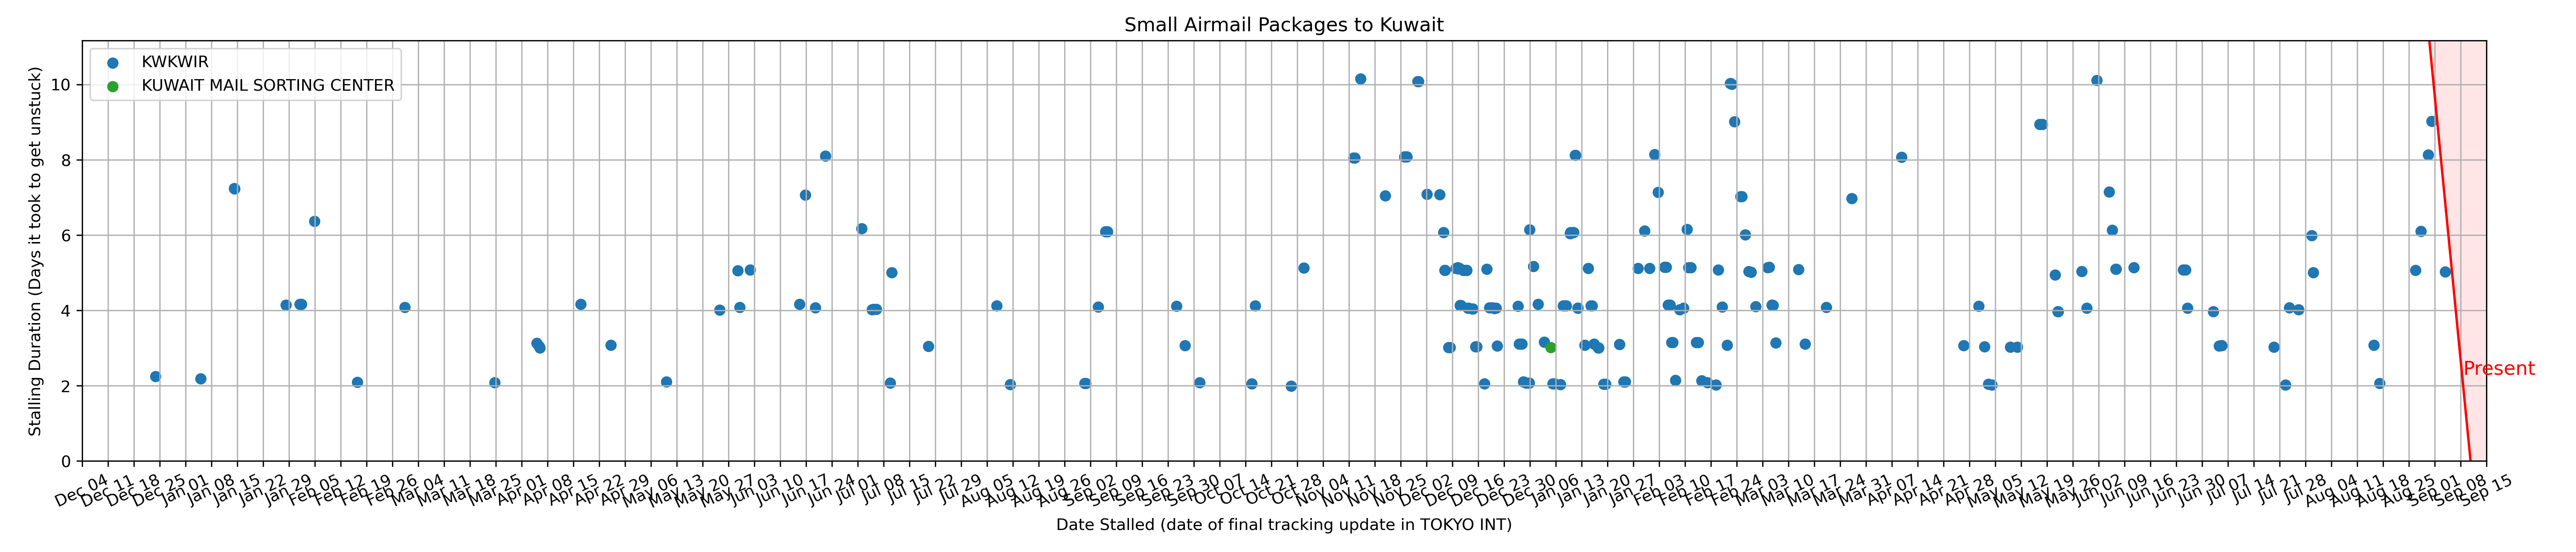 Small Airmail Packages to Kuwait
KWKWIR
KUWAIT MAIL SORTING CENTER
Stalling Duration (Days it took to get unstuck)
10
8
6
4
2
0
Present
Dec 04
Dec 11
Dec 18
Dec 25
Jan 01
Jan 08
Jan 15
Jan 22
Jan 29
Feb 05
Feb 12
Feb 19
Feb 26
Mar 04
Mar 11
Mar 18
Mar 25
Apr 01
Apr 08
Apr 15
Apr 22
Apr 29
May 06
May 13
May 20
May 27
Jun 03
Jun 10
Jun 17
Jun 24
Jul 01
Jul 08
Jul 15
Jul 22
Jul 29
Aug 05
Aug 12
Aug 19
Aug 26
Sep 02
Sep 09
Sep 16
Sep 23
Sep 30
Oct 07
Oct 14
Oct 21
Oct 28
Nov 04
Nov 11
Nov 18
Nov 25
Dec 02
Dec 09
Dec 16
Dec 23
Dec 30
Jan 06
Jan 13
Jan 20
Jan 27
Feb 03
Feb 10
Feb 17
Feb 24
Mar 03
Mar 10
Mar 17
Mar 24
Mar 31
Apr 07
Apr 14
Apr 21
Apr 28
May 05
May 12
May 19
May 26
Jun 02
Jun 09
Jun 16
Jun 23
Jun 30
Jul 07
Jul 14
Jul 21
Jul 28
Aug 04
Aug 11
Aug 18
Aug 25
Sep 01
Sep 08
Sep 15
Date Stalled (date of final tracking update in TOKYO INT)